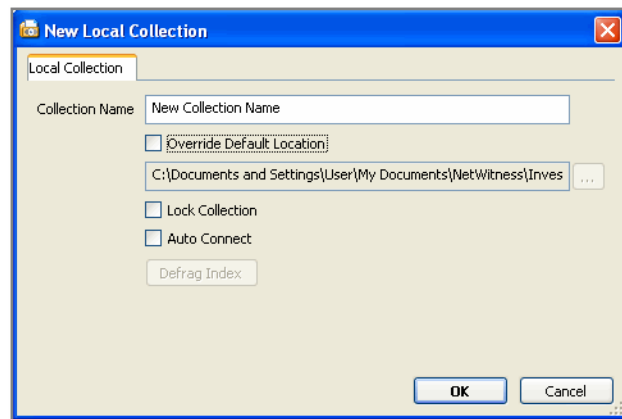 New Local Collection
Local Collection
Collection Name New Collection Name
Override Default Location
C:\Documents and Settings\User\My Documents\NetWitness\Inves ...
Lock Collection
Auto Connect
Defrag Index
OK Cancel